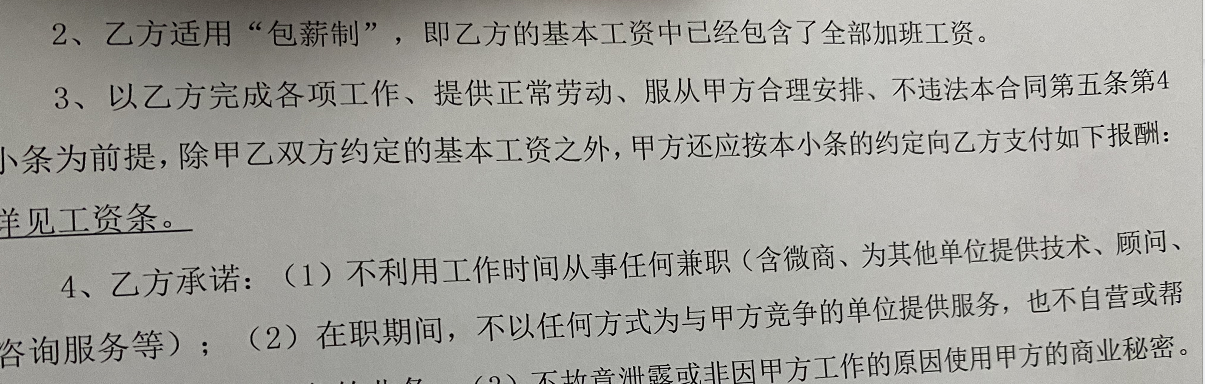 2、乙方适用“包薪制”，即乙方的基本工资中已经包含了全部加班工资。
3、以乙方完成各项工作、提供正常劳动、服从甲方合理安排、不违法本合同第五条第4
小条为前提，除甲乙双方约定的基本工资之外，甲方还应按本小条的约定向乙方支付如下报酬：
详见工资条。
4、乙方承诺：（1）不利用工作时间从事任何兼职（含微商、为其他单位提供技术、顾问、
咨询服务等）；（2）在职期间，不以任何方式为与甲方竞争的单位提供服务，也不自营或帮
（3）不故意泄露或非因甲方工作的原因使用甲方的商业秘密。